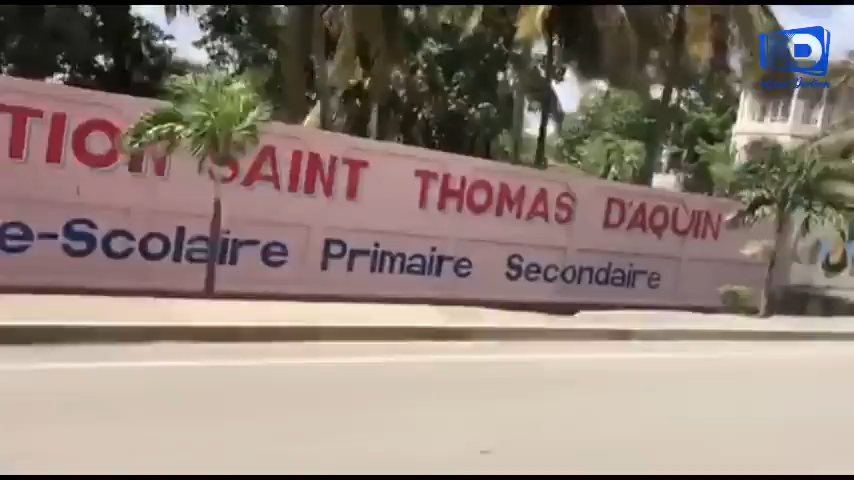 TION SAINT THOMAS D'AQUIN
e-Scolaire Primaire Secondaire